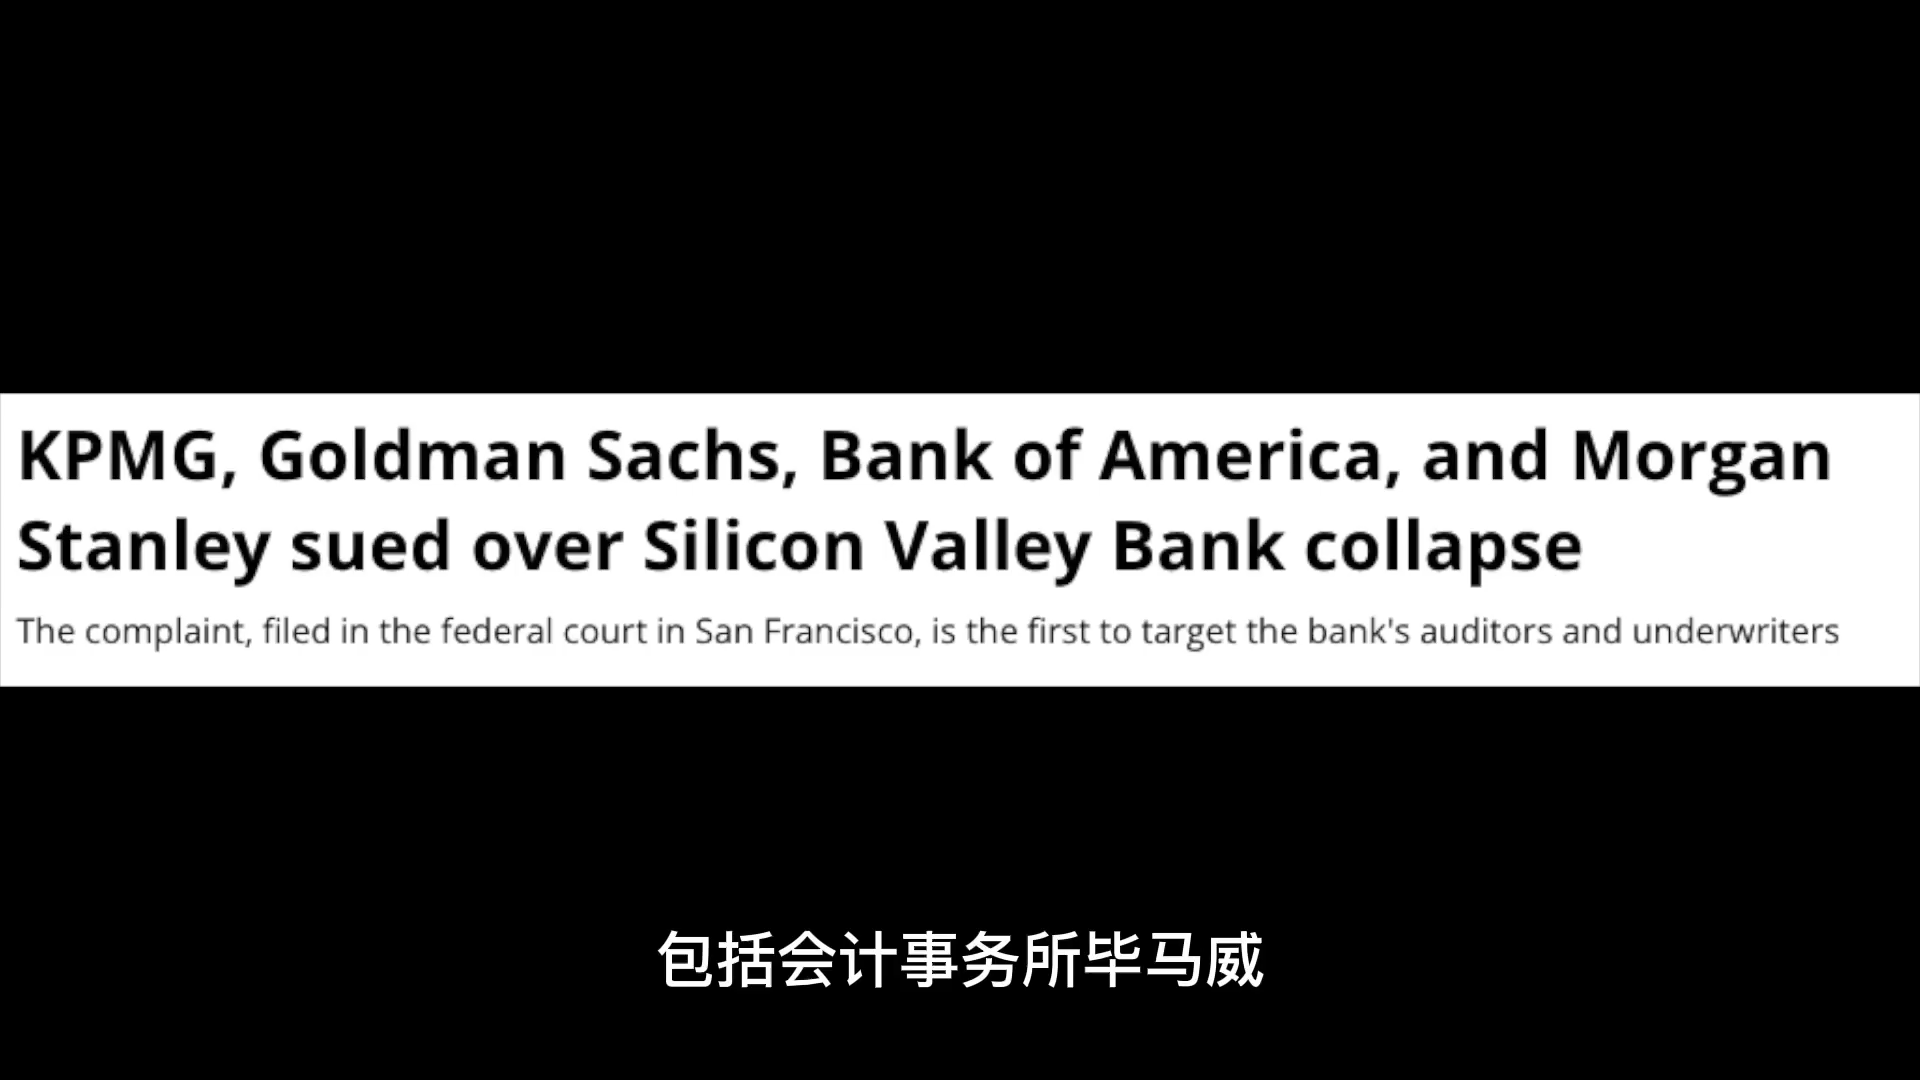 KPMG, Goldman Sachs, Bank of America, and Morgan
Stanley sued over Silicon Valley Bank collapse
The complaint, filed in the federal court in San Francisco, is the first to target the bank's auditors and underwriters
包括会计事务所毕马威